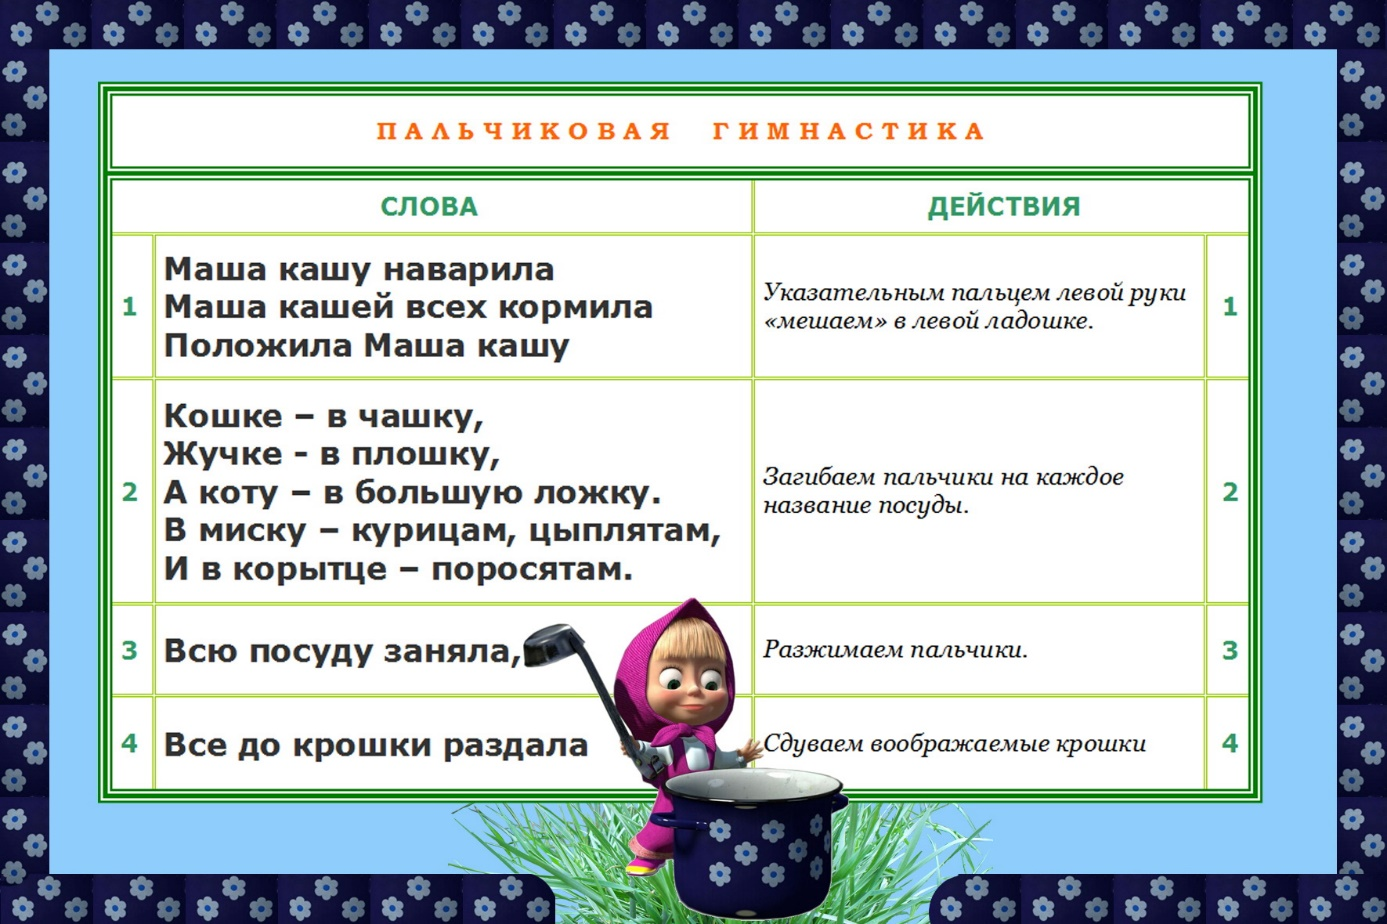 ПАЛЬЧИКОВАЯ ГИМНАСТИКА
СЛОВА
ДЕЙСТВИЯ
1
Маша кашу наварила
Маша кашей всех кормила
Положила Маша кашу
Указательным пальцем левой руки
«мешаем» в левой ладошке.
1
2
Кошке – в чашку,
Жучке - в плошку,
А коту – в большую ложку.
В миску – курицам, цыплятам,
И в корытце – поросятам.
Загибаем пальчики на каждое
название посуды.
2
3
Всю посуду заняла,
Разжимаем пальчики.
3
4
Все до крошки раздала
Сдуваем воображаемые крошки
4